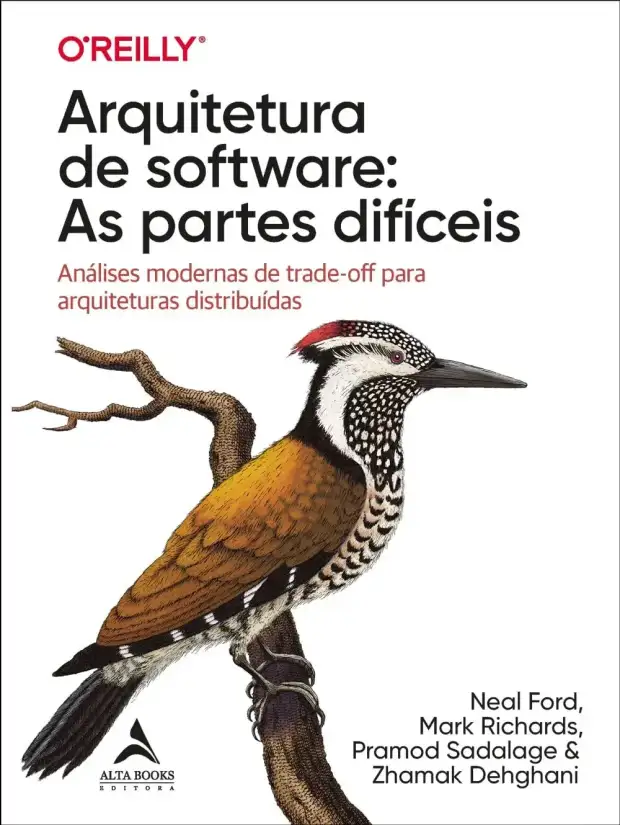 O'REILLY®
Arquitetura
de software:
As partes difíceis
Análises modernas de trade-off para
arquiteturas distribuídas
Neal Ford,
Mark Richards,
Pramod Sadalage &
Zhamak Dehghani
ALTA BOOKS
EDITORA